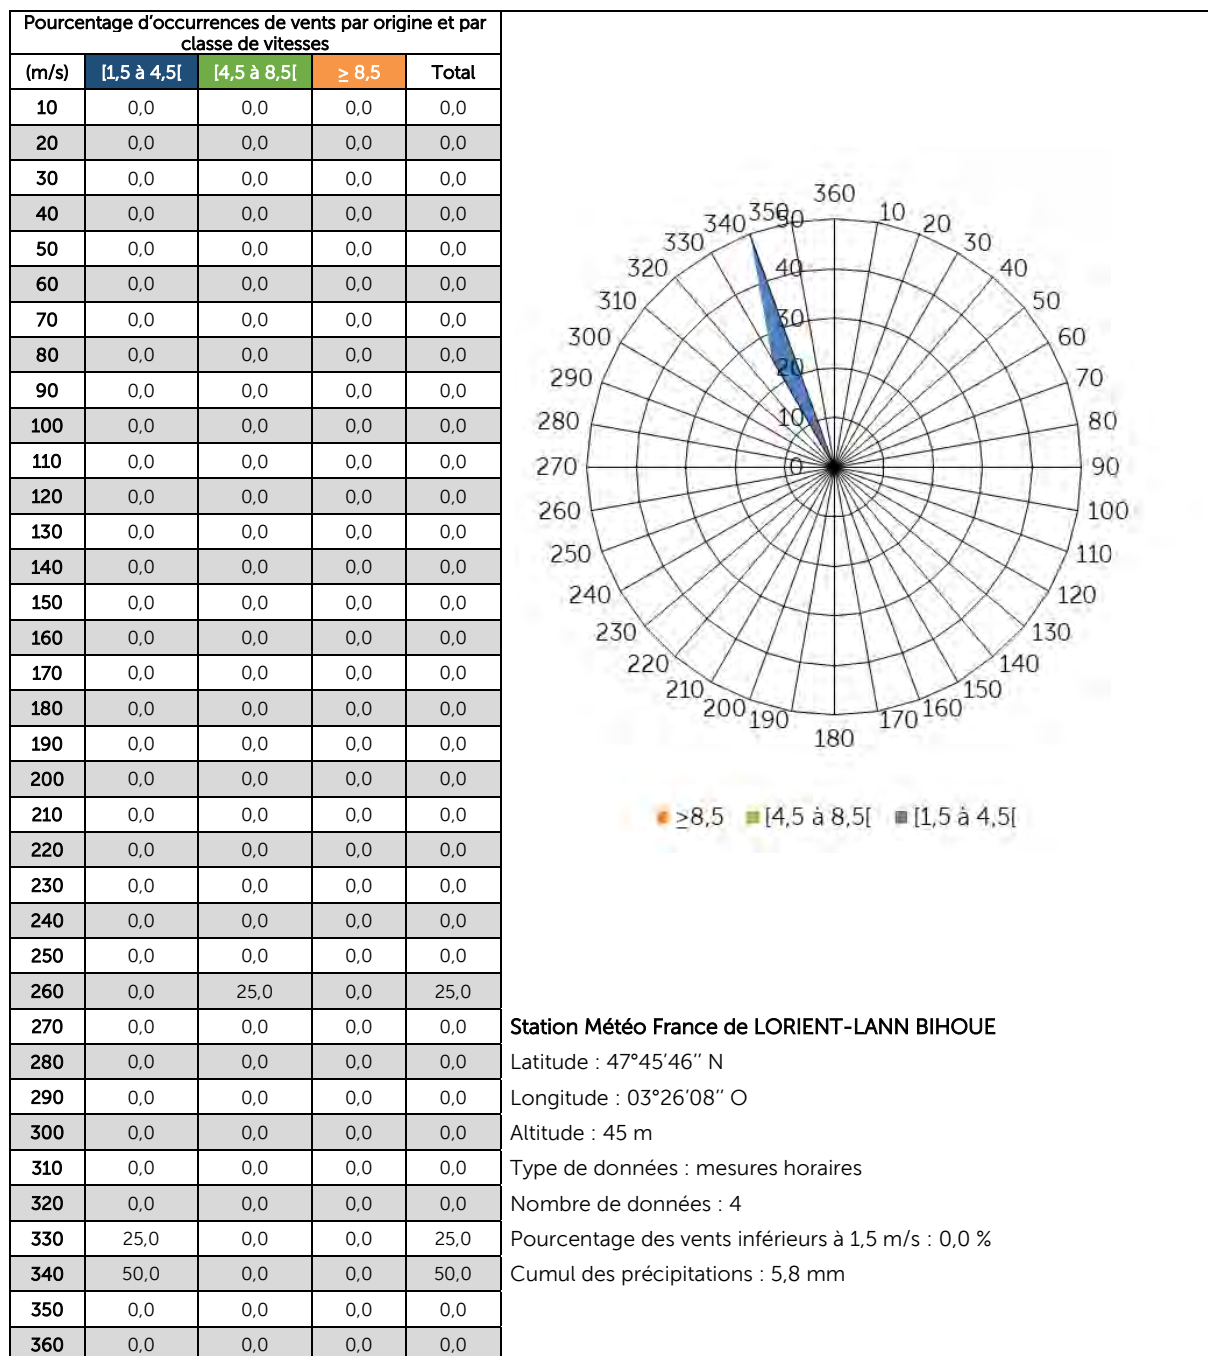 Pourcentage d'occurrences de vents par origine et par
classe de vitesses
(m/s) [1,5 à 4,5[ [4,5 à 8,5[ ≥ 8,5 Total
10 0,0 0,0 0,0 0,0
20 0,0 0,0 0,0 0,0
30 0,0 0,0 0,0 0,0
40 0,0 0,0 0,0 0,0
50 0,0 0,0 0,0 0,0
60 0,0 0,0 0,0 0,0
70 0,0 0,0 0,0 0,0
80 0,0 0,0 0,0 0,0
90 0,0 0,0 0,0 0,0
100 0,0 0,0 0,0 0,0
110 0,0 0,0 0,0 0,0
120 0,0 0,0 0,0 0,0
130 0,0 0,0 0,0 0,0
140 0,0 0,0 0,0 0,0
150 0,0 0,0 0,0 0,0
160 0,0 0,0 0,0 0,0
170 0,0 0,0 0,0 0,0
180 0,0 0,0 0,0 0,0
190 0,0 0,0 0,0 0,0
200 0,0 0,0 0,0 0,0
210 0,0 0,0 0,0 0,0
220 0,0 0,0 0,0 0,0
230 0,0 0,0 0,0 0,0
240 0,0 0,0 0,0 0,0
250 0,0 0,0 0,0 0,0
260 0,0 25,0 0,0 25,0
270 0,0 0,0 0,0 0,0
280 0,0 0,0 0,0 0,0
290 0,0 0,0 0,0 0,0
300 0,0 0,0 0,0 0,0
310 0,0 0,0 0,0 0,0
320 0,0 0,0 0,0 0,0
330 25,0 0,0 0,0 25,0
340 50,0 0,0 0,0 50,0
350 0,0 0,0 0,0 0,0
360 0,0 0,0 0,0 0,0
360
10
20
30
40
50
60
70
80
90
100
110
120
130
140
150
160
170
180
190
200
210
220
230
240
250
260
270
280
290
300
310
320
330
340
350
50
40
30
20
10
0
≥8,5 [4,5 à 8,5[ [1,5 à 4,5[
Station Météo France de LORIENT-LANN BIHOUE
Latitude : 47°45'46'' N
Longitude : 03°26'08'' O
Altitude : 45 m
Type de données : mesures horaires
Nombre de données : 4
Pourcentage des vents inférieurs à 1,5 m/s : 0,0 %
Cumul des précipitations : 5,8 mm